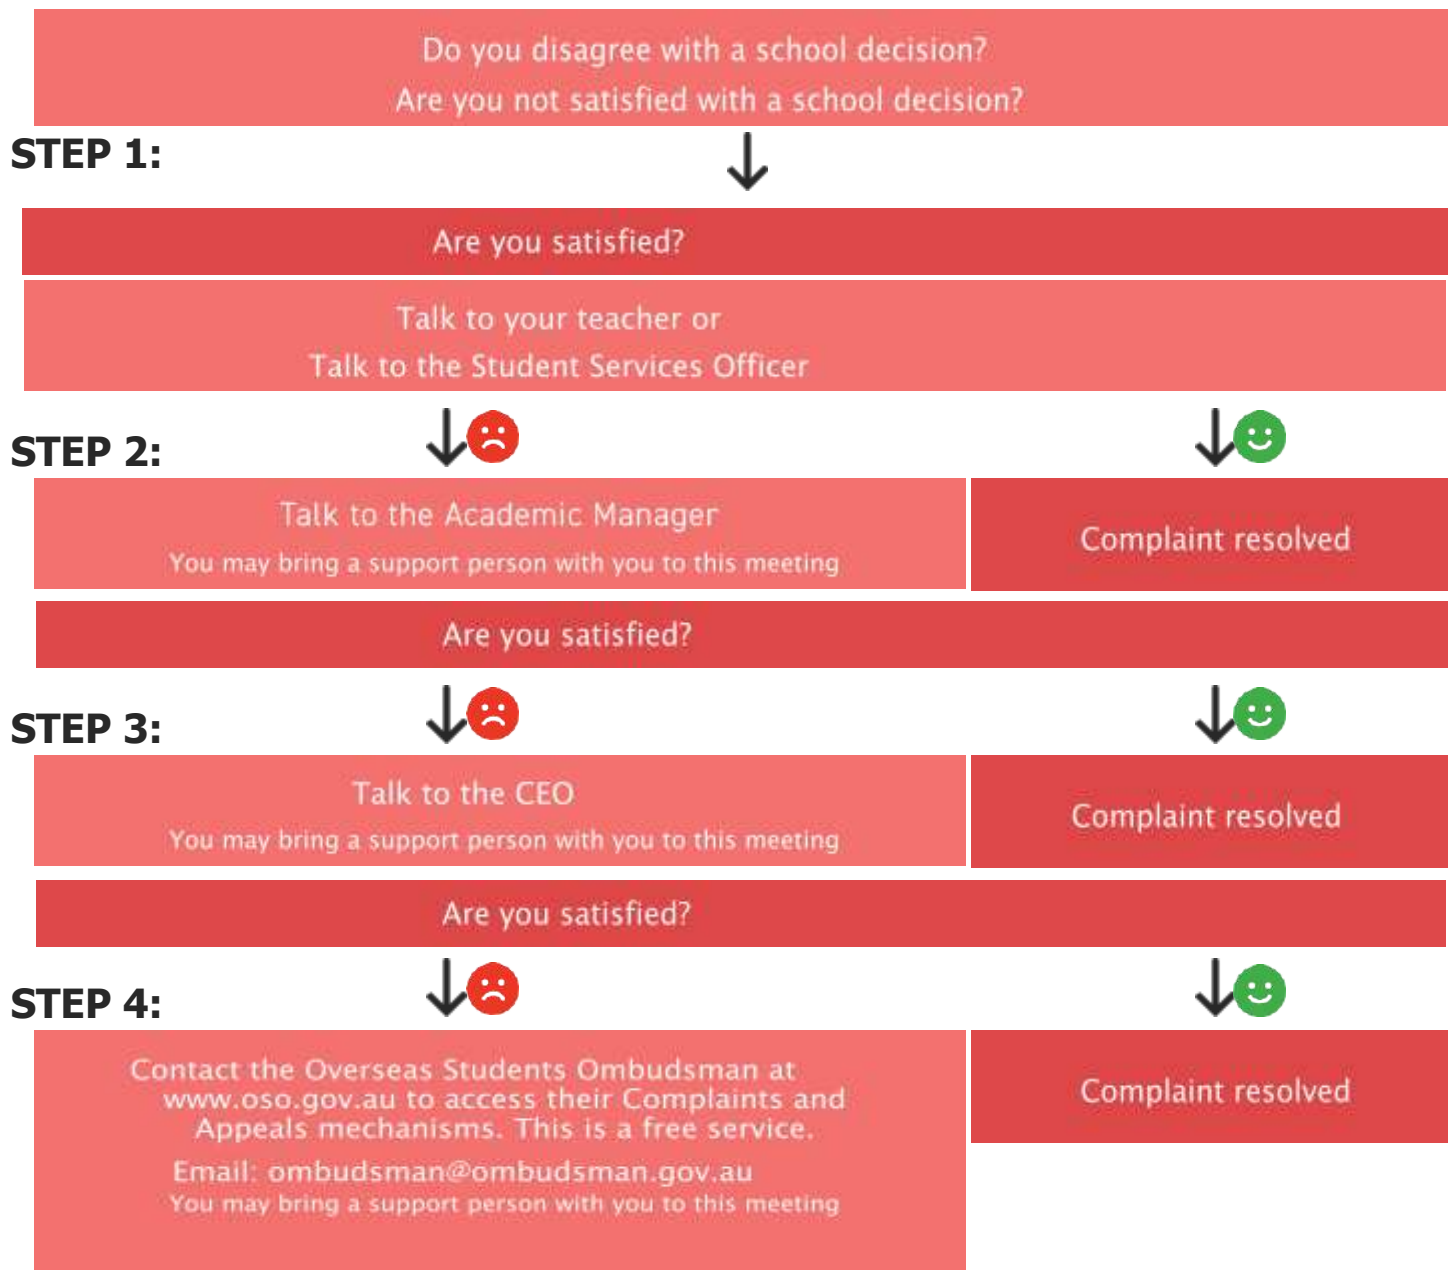 Do you disagree with a school decision?
Are you not satisfied with a school decision?
STEP 1:
Are you satisfied?
Talk to your teacher or
Talk to the Student Services Officer
STEP 2:
Talk to the Academic Manager
You may bring a support person with you to this meeting
Complaint resolved
Are you satisfied?
STEP 3:
Talk to the CEO
You may bring a support person with you to this meeting
Complaint resolved
Are you satisfied?
STEP 4:
Contact the Overseas Students Ombudsman at
www.oso.gov.au to access their Complaints and
Appeals mechanisms. This is a free service.
Email: ombudsman@ombudsman.gov.au
You may bring a support person with you to this meeting
Complaint resolved